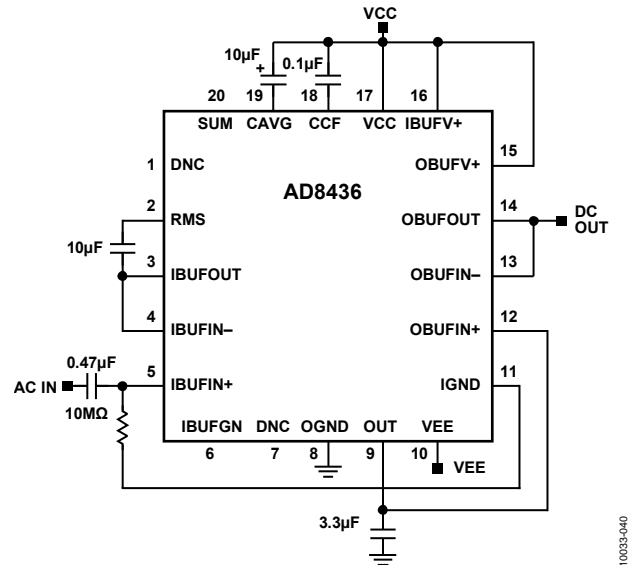 VCC
10µF 0.1µF
+
20 19 18 17 16
SUM CAVG CCF VCC IBUFV+
15
OBUFV+
1 DNC
AD8436
2 RMS
14
OBUFOUT
DC
OUT
10µF
3
IBUFOUT
13
OBUFIN–
4
IBUFIN–
12
OBUFIN+
0.47µF
AC IN
5
IBUFIN+
11
IGND
10MΩ
IBUFGN DNC OGND OUT VEE
6 7 8 9 10
VEE
3.3µF
10033-040